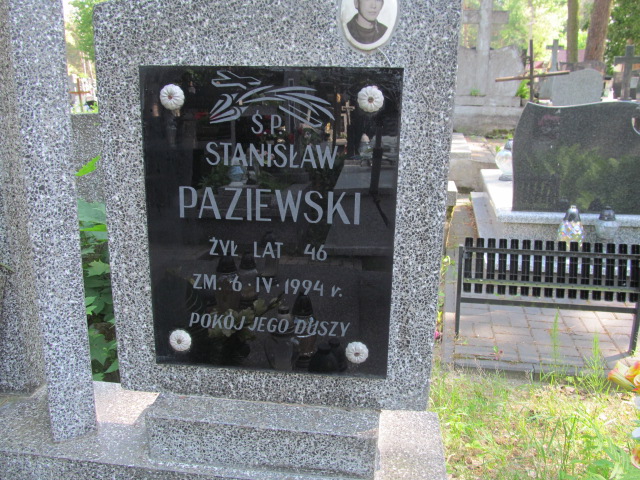 Ś.P.
STANISŁAW
PAZIEWSKI
ŻYŁ LAT 46
ZM. 6·IV·1994 r.
POKÓJ JEGO DUSZY